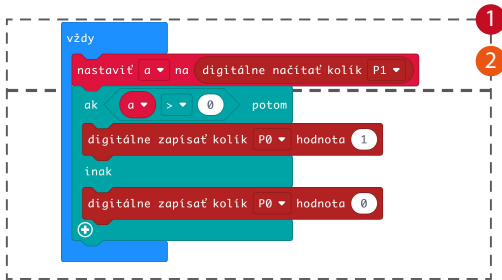 1
vždy
nastaviť a na digitálne načítať kolík P1
2
ak a > 0 potom
digitálne zapísať kolík P0 hodnota 1
inak
digitálne zapísať kolík P0 hodnota 0